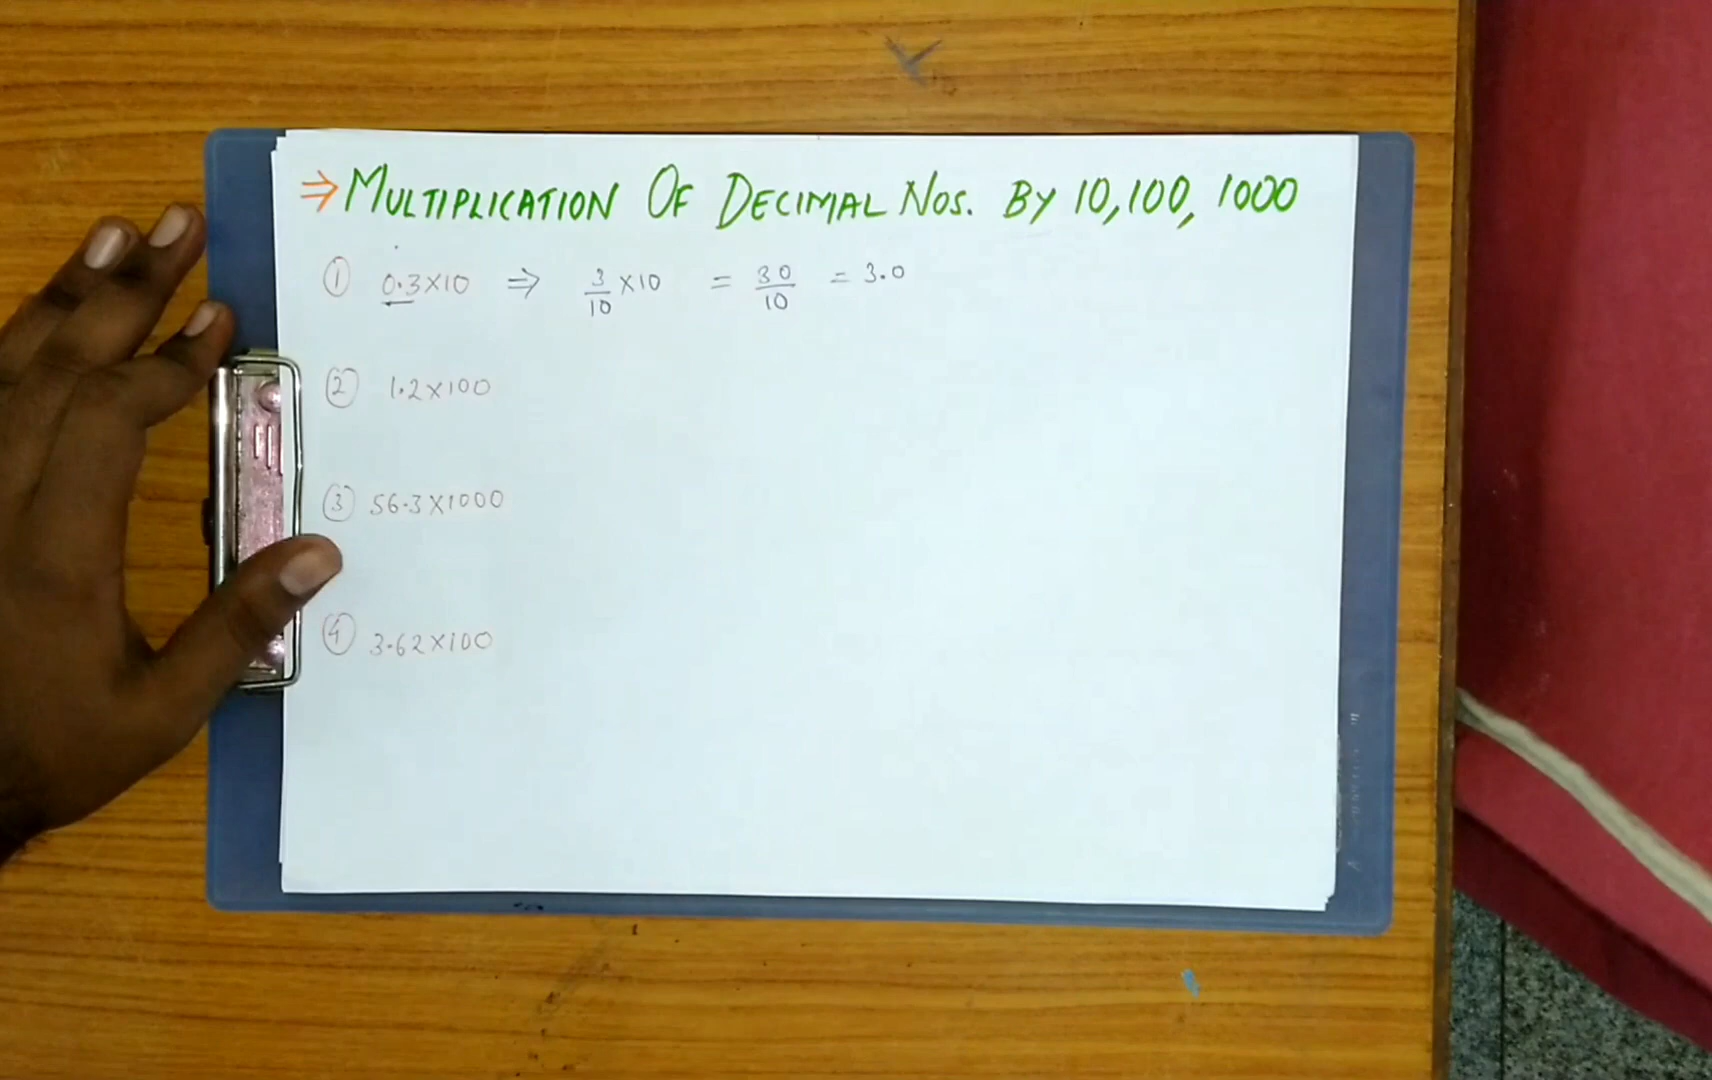 ⇒ MULTIPLICATION OF DECIMAL NOS. BY 10,100, 1000
① 0.3×10 ⇒ 3/10 ×10 = 30/10 = 3.0
② 1.2×100
③ 56.3×1000
④ 3.62×100